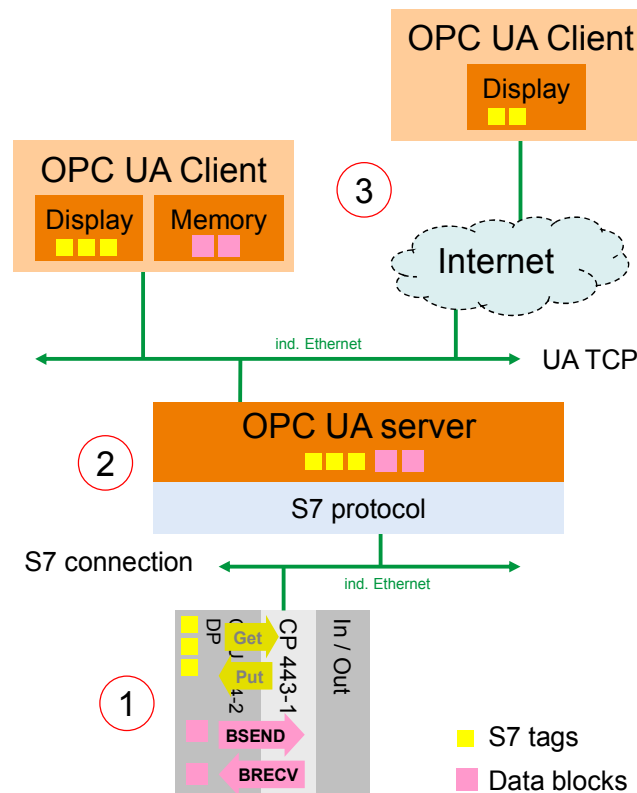 OPC UA Client
Display
OPC UA Client
Display
Memory
3
Internet
ind. Ethernet
UA TCP
OPC UA server
2
S7 protocol
S7 connection
ind. Ethernet
1
DP
Get
Put
CP 443-1
In / Out
BSEND
BRECV
S7 tags
Data blocks